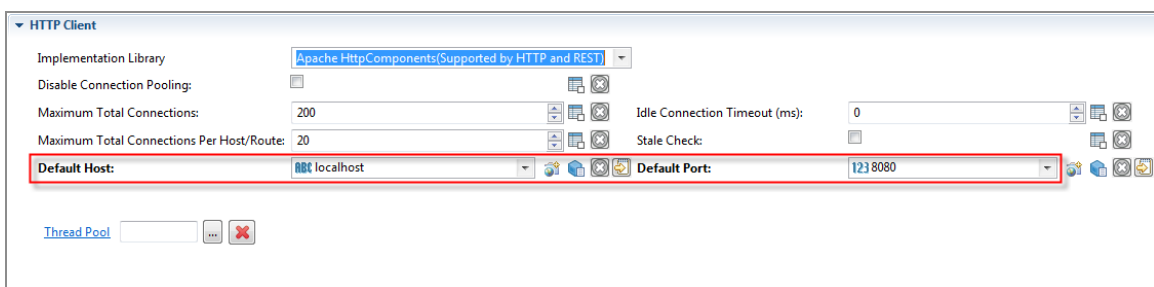 HTTP Client
Implementation Library Apache HttpComponents(Supported by HTTP and REST)
Disable Connection Pooling:
Maximum Total Connections: 200 Idle Connection Timeout (ms): 0
Maximum Total Connections Per Host/Route: 20 Stale Check:
Default Host: ABC localhost Default Port: 123 8080
Thread Pool ...